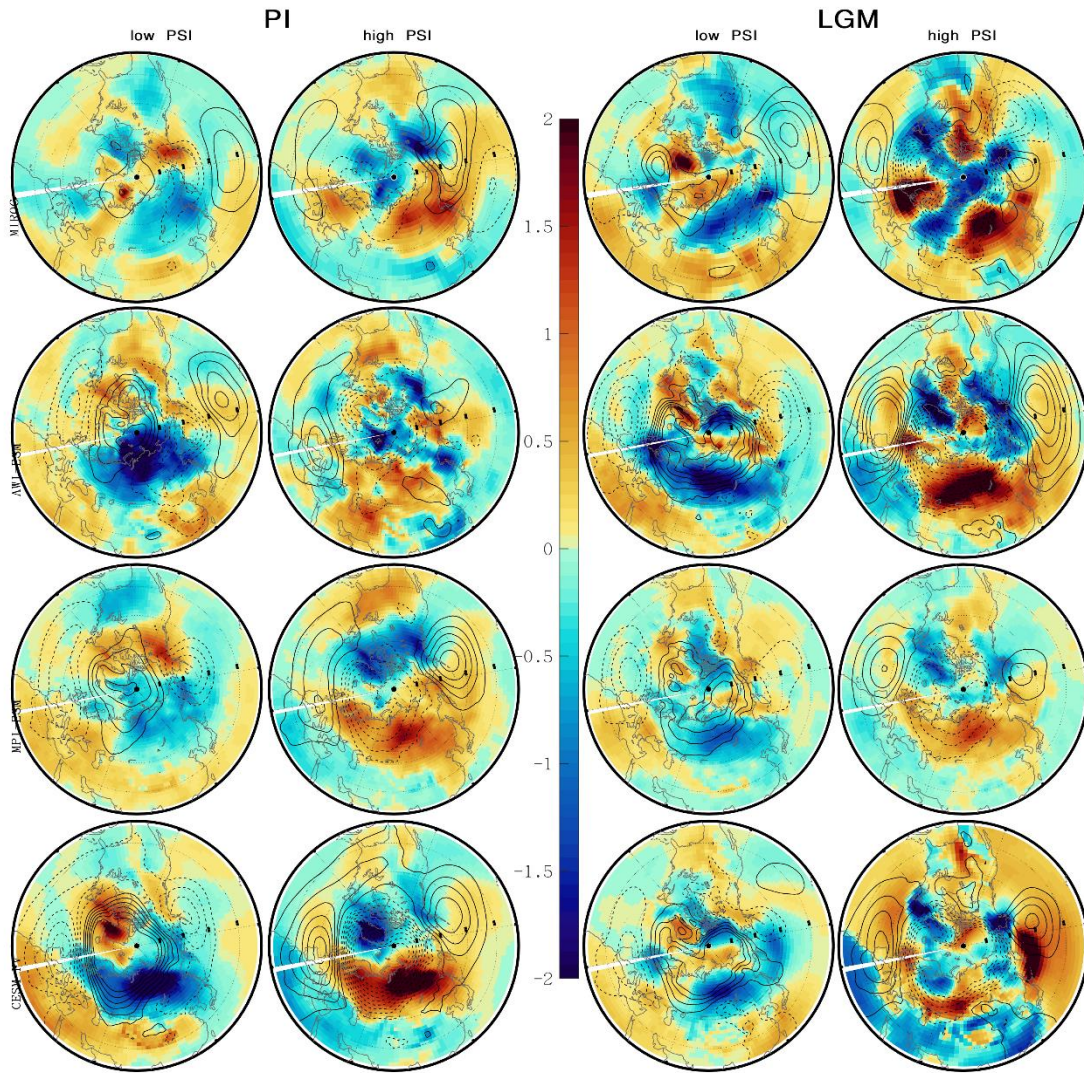 PI
LGM
low PSI
high PSI
low PSI
high PSI
MIROC
AWI-ESM
MPI-ESM
2
1.5
1
0.5
0
-0.5
-1
-1.5
-2